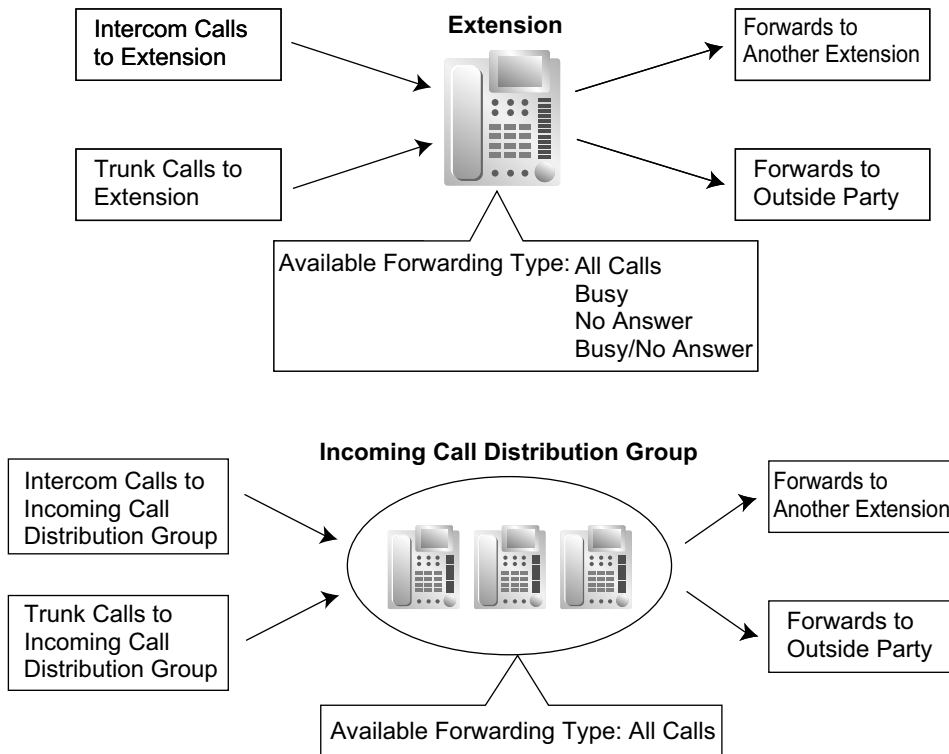 Intercom Calls
to Extension
Extension
Forwards to
Another Extension
Trunk Calls to
Extension
Forwards to
Outside Party
Available Forwarding Type: All Calls
Busy
No Answer
Busy/No Answer
Incoming Call Distribution Group
Intercom Calls to
Incoming Call
Distribution Group
Forwards to
Another Extension
Trunk Calls to
Incoming Call
Distribution Group
Forwards to
Outside Party
Available Forwarding Type: All Calls